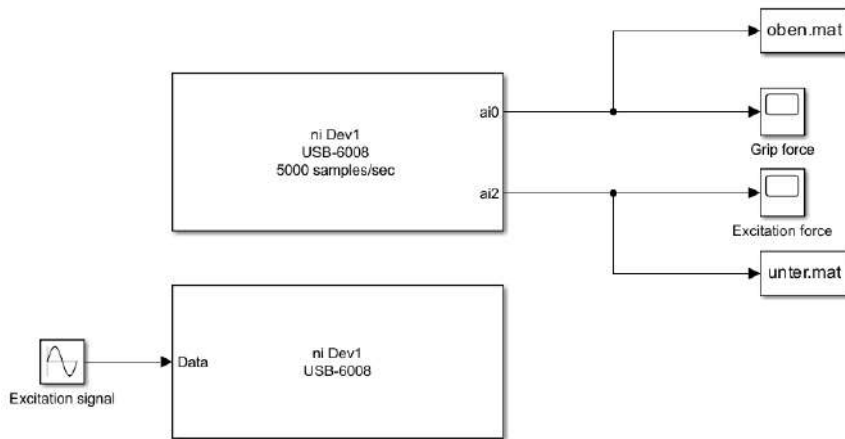 oben.mat
ni Dev1
USB-6008
5000 samples/sec
ai0
Grip force
ai2
Excitation force
unter.mat
Excitation signal
Data
ni Dev1
USB-6008